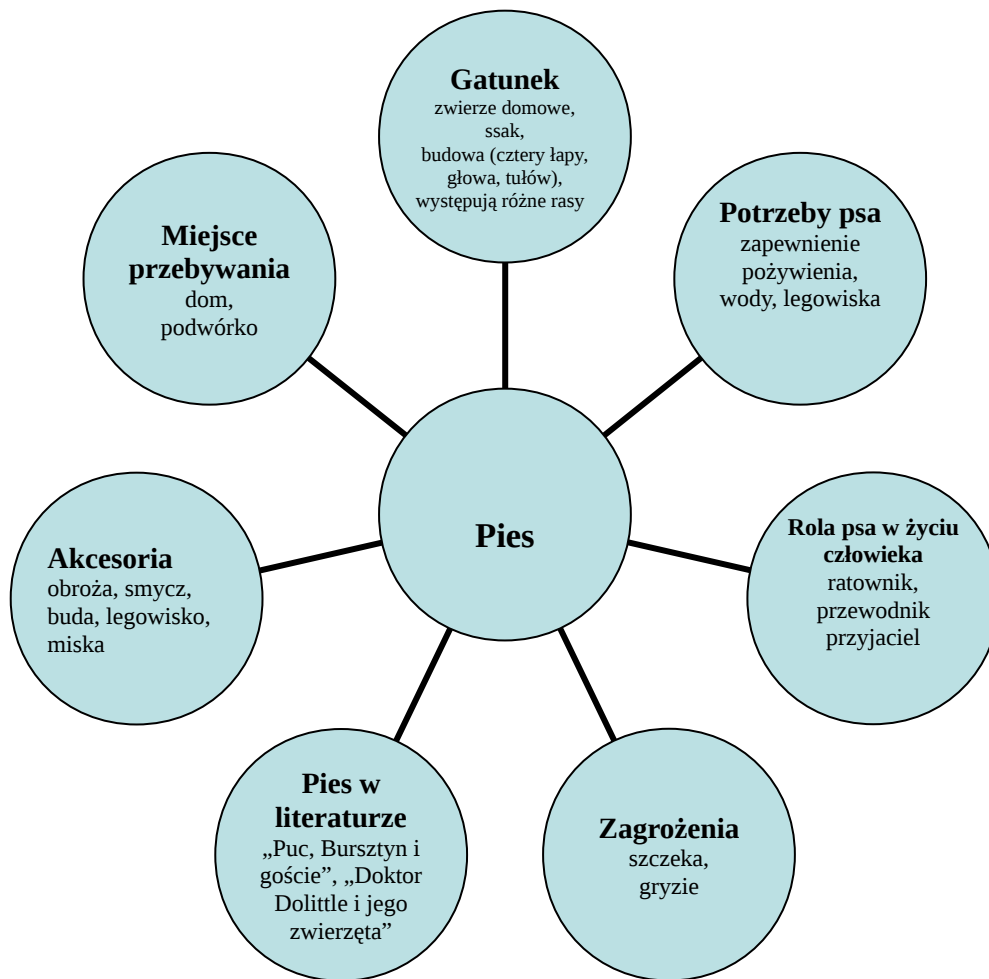 Gatunek
zwierze domowe,
ssak,
budowa (cztery łapy,
głowa, tułów),
występują różne rasy
Potrzeby psa
zapewnienie
pożywienia,
wody, legowiska
Rola psa w życiu
człowieka
ratownik,
przewodnik
przyjaciel
Zagrożenia
szczeka,
gryzie
Pies w
literaturze
„Puc, Bursztyn i
goście”, „Doktor
Dolittle i jego
zwierzęta”
Akcesoria
obroża, smycz,
buda, legowisko,
miska
Miejsce
przebywania
dom,
podwórko
Pies